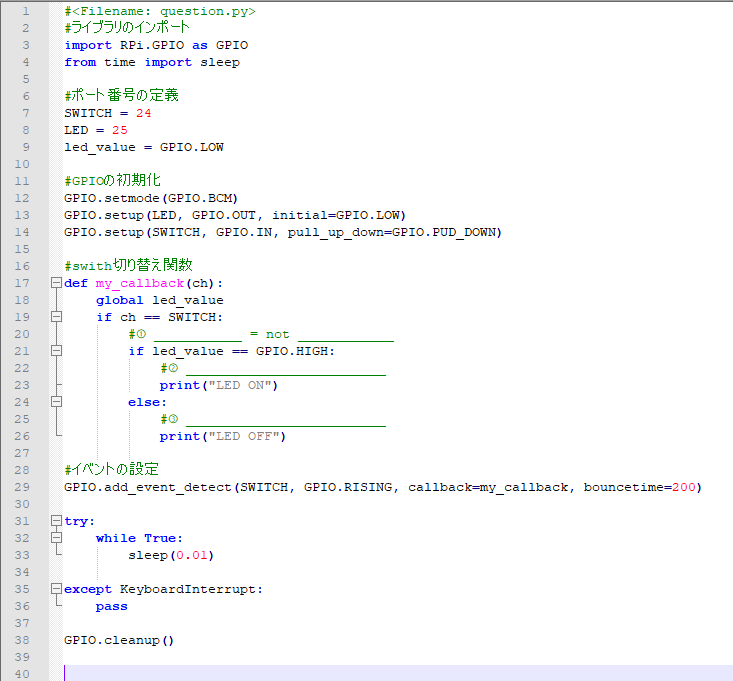 1 #<Filename: question.py>
2 #ライブラリのインポート
3 import RPi.GPIO as GPIO
4 from time import sleep
5
6 #ポート番号の定義
7 SWITCH = 24
8 LED = 25
9 led_value = GPIO.LOW
10
11 #GPIOの初期化
12 GPIO.setmode(GPIO.BCM)
13 GPIO.setup(LED, GPIO.OUT, initial=GPIO.LOW)
14 GPIO.setup(SWITCH, GPIO.IN, pull_up_down=GPIO.PUD_DOWN)
15
16 #swith切り替え関数
17 def my_callback(ch):
18     global led_value
19     if ch == SWITCH:
20         #① ___________ = not ____________
21         if led_value == GPIO.HIGH:
22             #② _________________________
23             print("LED ON")
24         else:
25             #③ _________________________
26             print("LED OFF")
27
28 #イベントの設定
29 GPIO.add_event_detect(SWITCH, GPIO.RISING, callback=my_callback, bouncetime=200)
30
31 try:
32     while True:
33         sleep(0.01)
34
35 except KeyboardInterrupt:
36     pass
37
38 GPIO.cleanup()
39
40